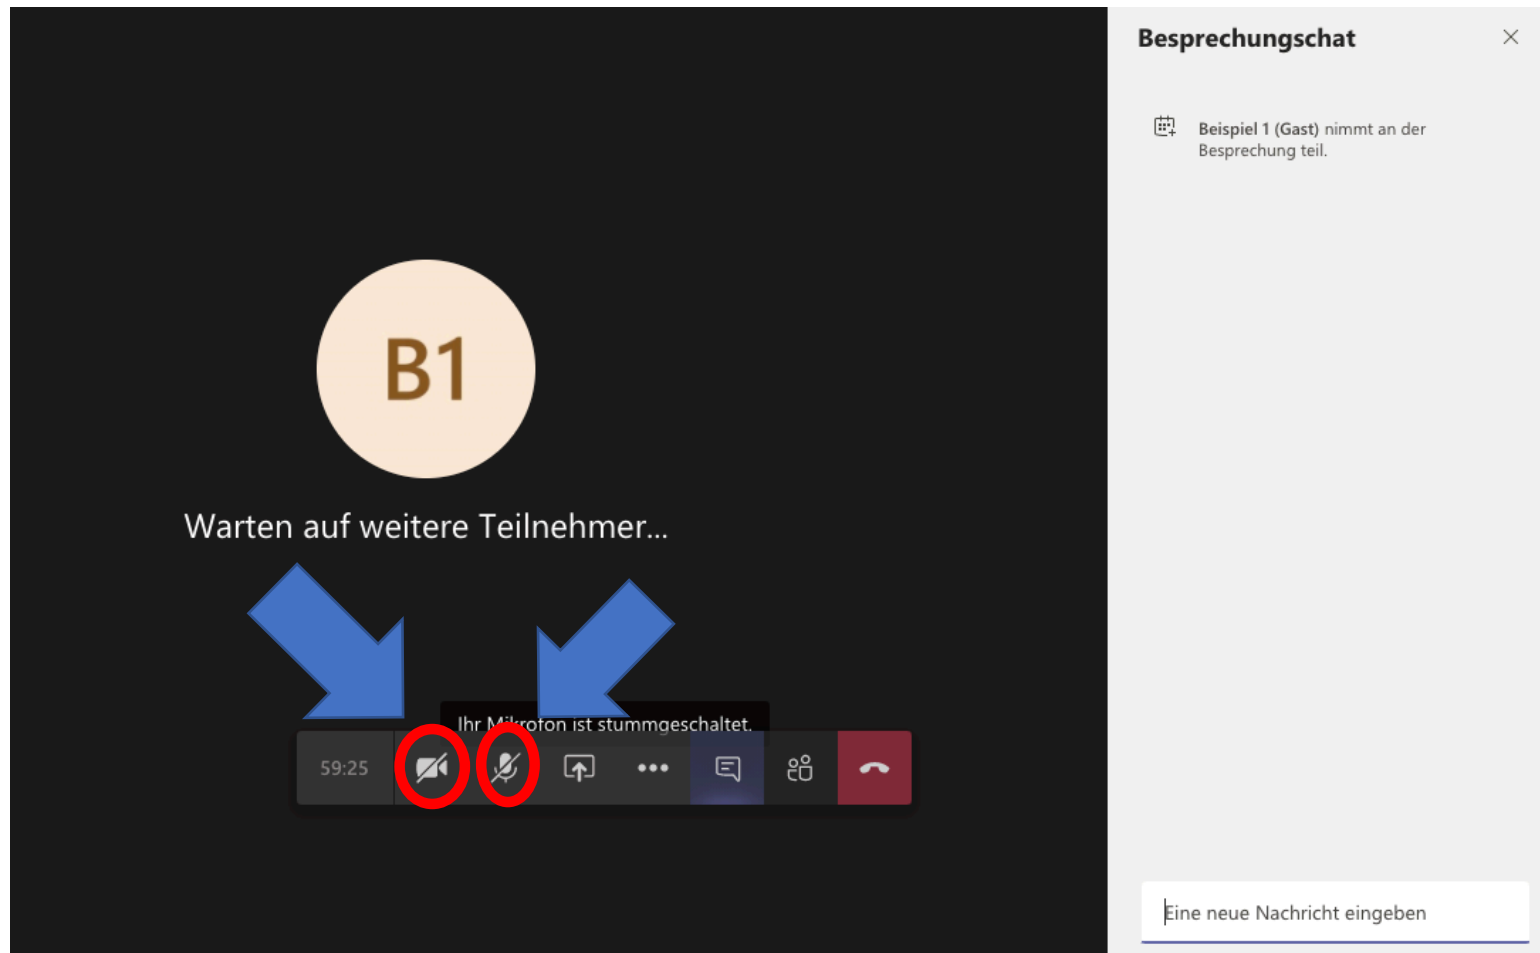 Besprechungschat
Beispiel 1 (Gast) nimmt an der
Besprechung teil.
B1
Warten auf weitere Teilnehmer...
Ihr Mikrofon ist stummgeschaltet.
59:25
Eine neue Nachricht eingeben